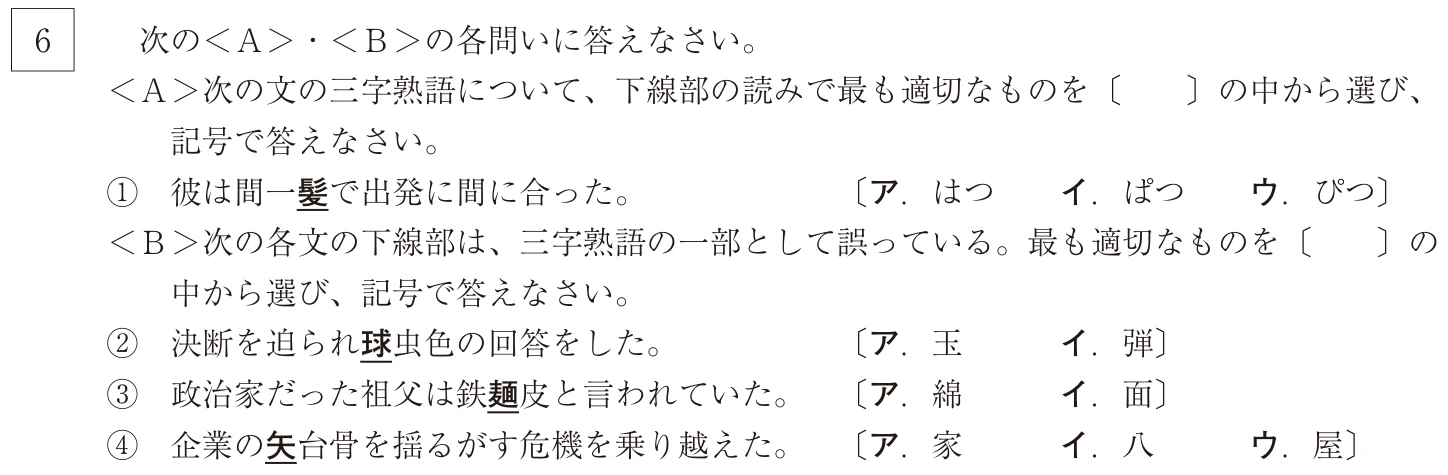 6 次の＜A＞・＜B＞の各問いに答えなさい。
＜A＞次の文の三字熟語について、下線部の読みで最も適切なものを〔　　〕の中から選び、
記号で答えなさい。
① 彼は間一髪で出発に間に合った。 〔ア. はつ イ. ぱつ ウ. ぴつ〕
＜B＞次の各文の下線部は、三字熟語の一部として誤っている。最も適切なものを〔　　〕の
中から選び、記号で答えなさい。
② 決断を迫られ球虫色の回答をした。 〔ア. 玉 イ. 弾〕
③ 政治家だった祖父は鉄麺皮と言われていた。 〔ア. 綿 イ. 面〕
④ 企業の矢台骨を揺るがす危機を乗り越えた。 〔ア. 家 イ. 八 ウ. 屋〕